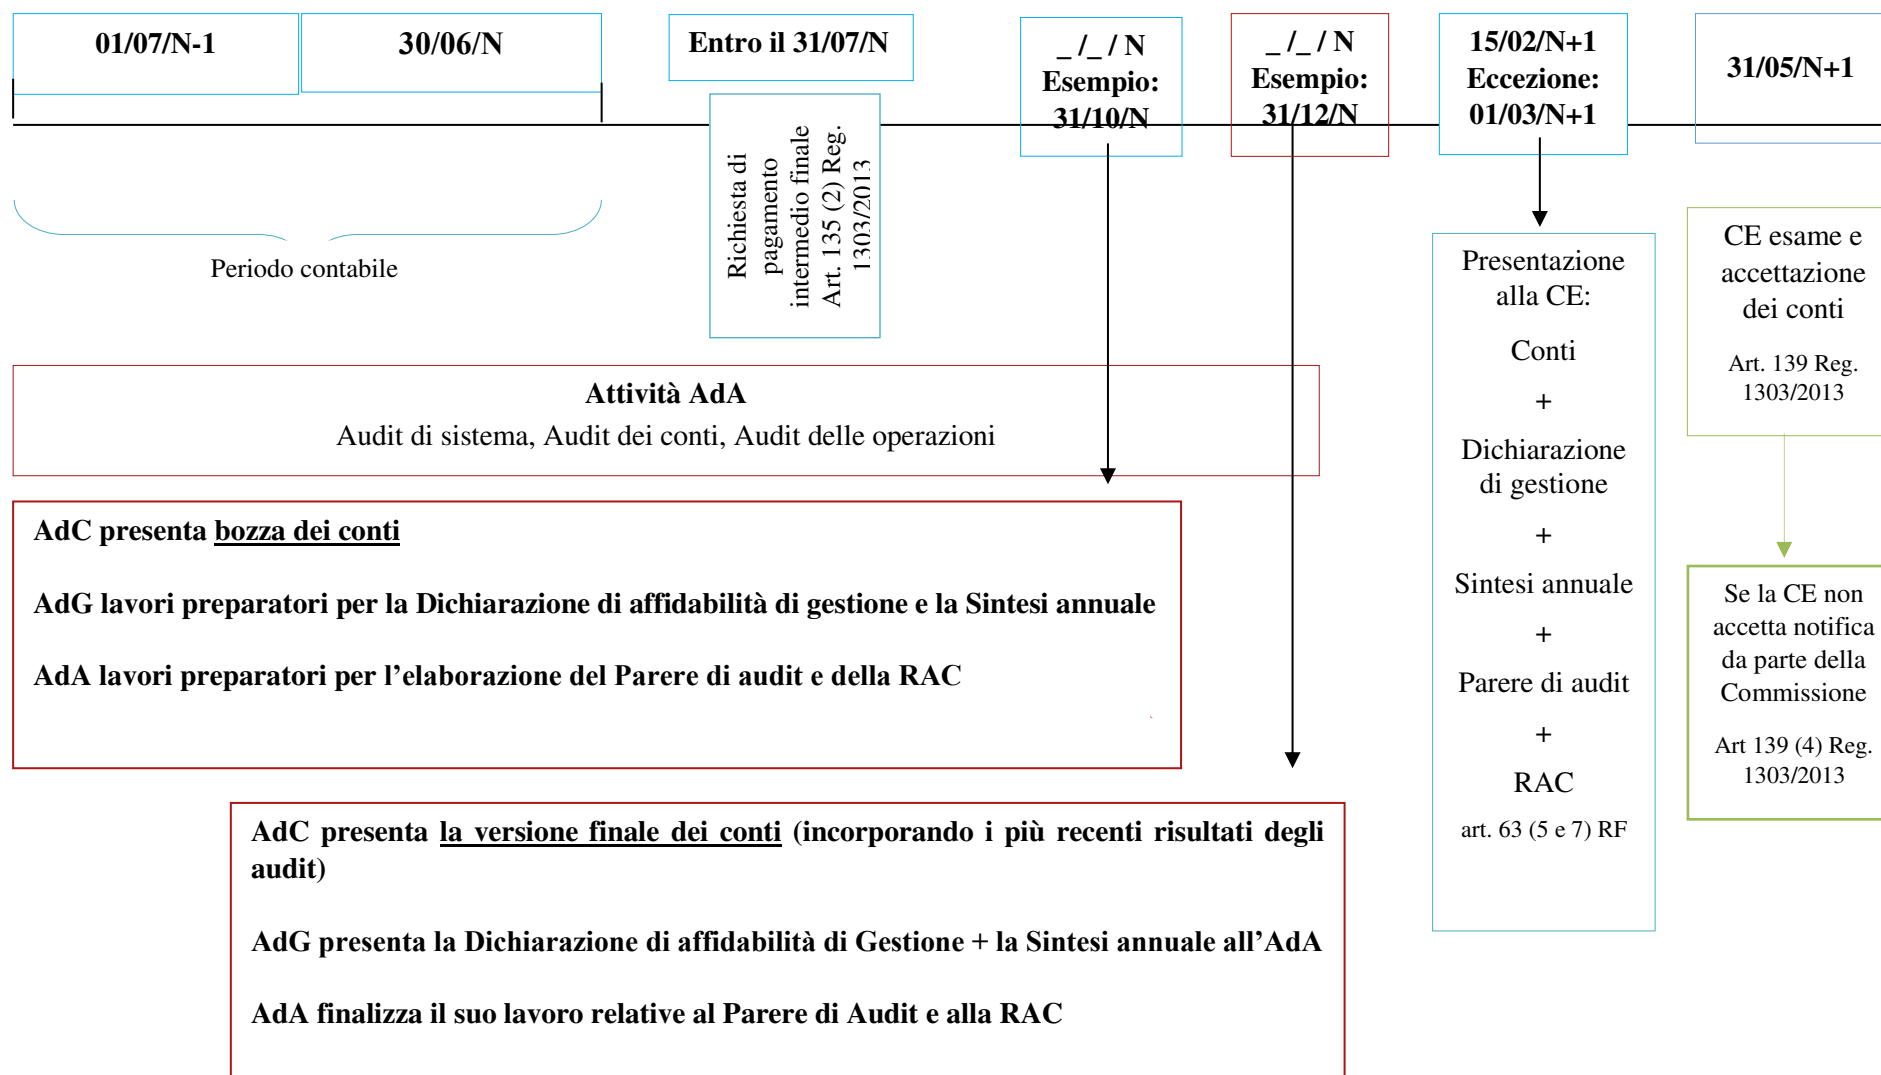 01/07/N-1
30/06/N
Entro il 31/07/N
_ /_ / N
Esempio:
31/10/N
_ /_ / N
Esempio:
31/12/N
15/02/N+1
Eccezione:
01/03/N+1
31/05/N+1
Richiesta di
pagamento
intermedio finale
Art. 135 (2) Reg.
1303/2013
Periodo contabile
Presentazione
alla CE:
Conti
+
Dichiarazione
di gestione
+
Sintesi annuale
+
Parere di audit
+
RAC
art. 63 (5 e 7) RF
CE esame e
accettazione
dei conti
Art. 139 Reg.
1303/2013
Se la CE non
accetta notifica
da parte della
Commissione
Art 139 (4) Reg.
1303/2013
Attività AdA
Audit di sistema, Audit dei conti, Audit delle operazioni
AdC presenta bozza dei conti
AdG lavori preparatori per la Dichiarazione di affidabilità di gestione e la Sintesi annuale
AdA lavori preparatori per l’elaborazione del Parere di audit e della RAC
AdC presenta la versione finale dei conti (incorporando i più recenti risultati degli
audit)
AdG presenta la Dichiarazione di affidabilità di Gestione + la Sintesi annuale all’AdA
AdA finalizza il suo lavoro relative al Parere di Audit e alla RAC